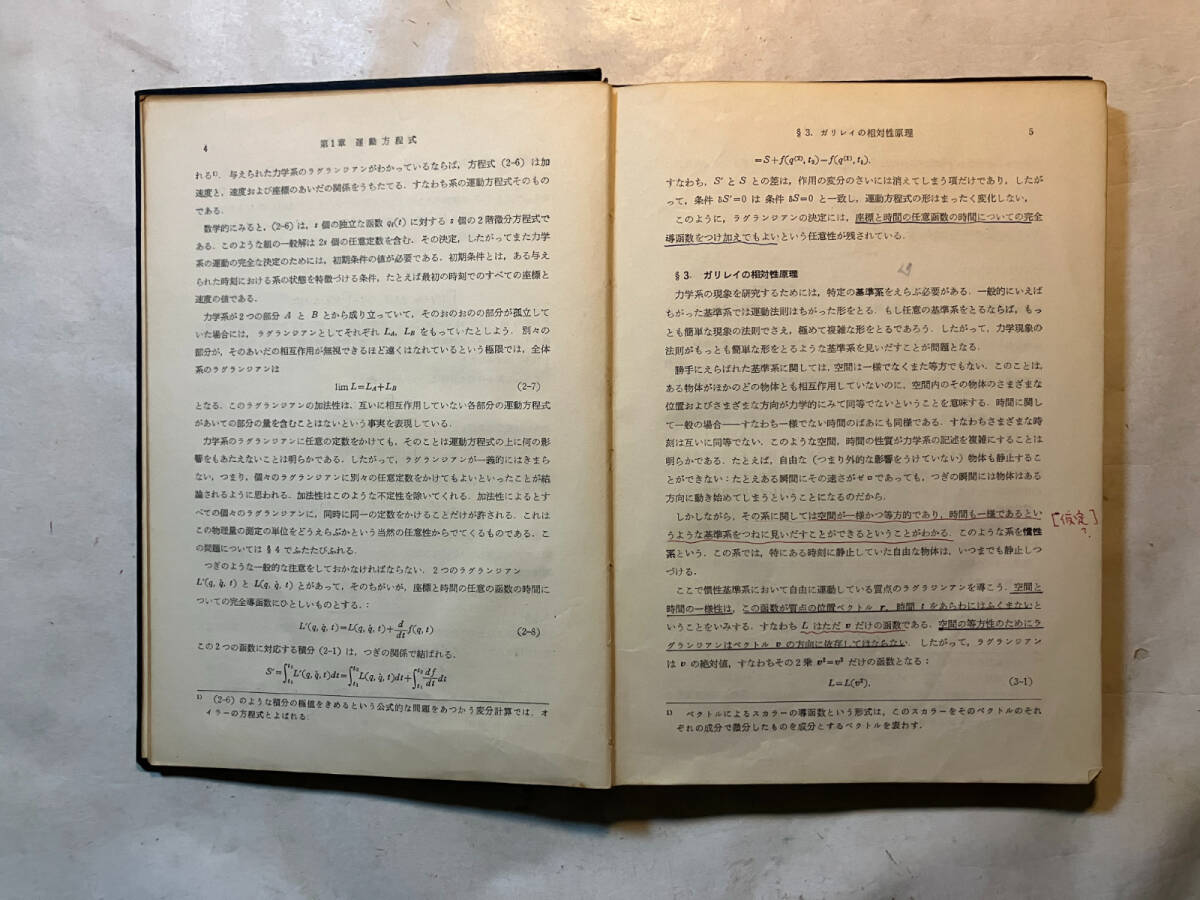 4
第1章 運動方程式
れる1)．与えられた力学系のラグランジアンがわかっているならば，方程式 (2-6) は加
速度と，速度および座標のあいだの関係をうちたてる．すなわち系の運動方程式そのもの
である．
数学的にみると，(2-6) は，s 個の独立な函数 qi(t) に対する s 個の2階微分方程式で
ある．このような組の一般解は 2s 個の任意定数を含む．その決定，したがってまた力学
系の運動の完全な決定のためには，初期条件の値が必要である．初期条件とは，ある与え
られた時刻における系の状態を特徴づける条件，たとえば最初の時刻でのすべての座標と
速度の値である．
力学系が2つの部分 A と B とから成り立っていて，そのおのおのの部分が孤立して
いた場合には，ラグランジアンとしてそれぞれ LA, LB をもっていたとしよう．別々の
部分が，そのあいだの相互作用が無視できるほど遠くはなれているという極限では，全体
系のラグランジアンは
lim L=LA+LB (2-7)
となる．このラグランジアンの加法性は，互いに相互作用していない各部分の運動方程式
があいての部分の量を含むことはないという事実を表現している．
力学系のラグランジアンに任意の定数をかけても，そのことは運動方程式の上に何の影
響をもあたえないことは明らかである．したがって，ラグランジアンが一義的にはきまら
ない，つまり，個々のラグランジアンに別々の任意定数をかけてもよいといったことが結
論されるように思われる．加法性はこのような不定性を除いてくれる．加法性によるとす
べての個々のラグランジアンに，同時に同一の定数をかけることだけが許される．これは
この物理量の測定の単位をどうえらぶかという当然の任意性からでてくるものである．こ
の問題については §4 でふたたびふれる．
つぎのような一般的な注意をしておかなければならない．2つのラグランジアン
L'(q, q̇, t) と L(q, q̇, t) とがあって，そのちがいが，座標と時間の任意の函数の時間に
ついての完全導函数にひとしいものとする．:
L'(q, q̇, t)=L(q, q̇, t)+d/dt f(q, t) (2-8)
この2つの函数に対応する積分 (2-1) は，つぎの関係で結ばれる．
S'=∫t1t2 L'(q, q̇, t)dt=∫t1t2 L(q, q̇, t)dt+∫t1t2 df/dt dt
1) (2-6) のような積分の極値をきめるという公式的な問題をあつかう変分計算では，オ
イラーの方程式とよばれる．
§3. ガリレイの相対性原理
5
=S+f(q(2), t2)−f(q(1), t1).
すなわち，S' と S との差は，作用の変分のさいには消えてしまう項だけであり，したが
って，条件 δS'=0 は 条件 δS=0 と一致し，運動方程式の形はまったく変化しない．
このように，ラグランジアンの決定には，座標と時間の任意函数の時間についての完全
導函数をつけ加えてもよいという任意性が残されている．
§3. ガリレイの相対性原理
力学系の現象を研究するためには，特定の基準系をえらぶ必要がある．一般的にいえば
ちがった基準系では運動法則はちがった形をとる．もし任意の基準系をとるならば，もっ
とも簡単な現象の法則でさえ，極めて複雑な形をとるであろう．したがって，力学現象の
法則がもっとも簡単な形をとるような基準系を見いだすことが問題となる．
勝手にえらばれた基準系に関しては，空間は一様でなくまた等方でもない．このことは，
ある物体がほかのどの物体とも相互作用していないのに，空間内のその物体のさまざまな
位置およびさまざまな方向が力学的にみて同等でないということを意味する．時間に関し
て一般の場合――すなわち一様でない時間のばあにも同様である．すなわちさまざまな時
刻は互いに同等でない．このような空間，時間の性質が力学系の記述を複雑にすることは
明らかである．たとえば，自由な（つまり外的な影響をうけていない）物体も静止するこ
とができない：たとえある瞬間にその速さがゼロであっても，つぎの瞬間には物体はある
方向に動き始めてしまうということになるのだから．
しかしながら，その系に関しては空間が一様かつ等方的であり，時間も一様であるとい
うような基準系をつねに見いだすことができるということがわかる．このような系を慣性
[仮定]?
系という．この系では，特にある時刻に静止していた自由な物体は，いつまでも静止しつ
づける．
ここで慣性基準系において自由に運動している質点のラグラジアンを導こう．空間と
時間の一様性は，この函数が質点の位置ベクトル r, 時間 t をあらわにはふくまないと
いうことをいみする．すなわち L はただ v だけの函数である．空間の等方性のためにラ
グランジアンはベクトル v の方向に依存してはならない．したがって，ラグランジアン
は v の絶対値，すなわちその2乗 v²=v² だけの函数となる：
L=L(v²). (3-1)
1) ベクトルによるスカラーの導函数という形式は，このスカラーをそのベクトルのそれ
ぞれの成分で微分したものを成分とするベクトルを表わす．